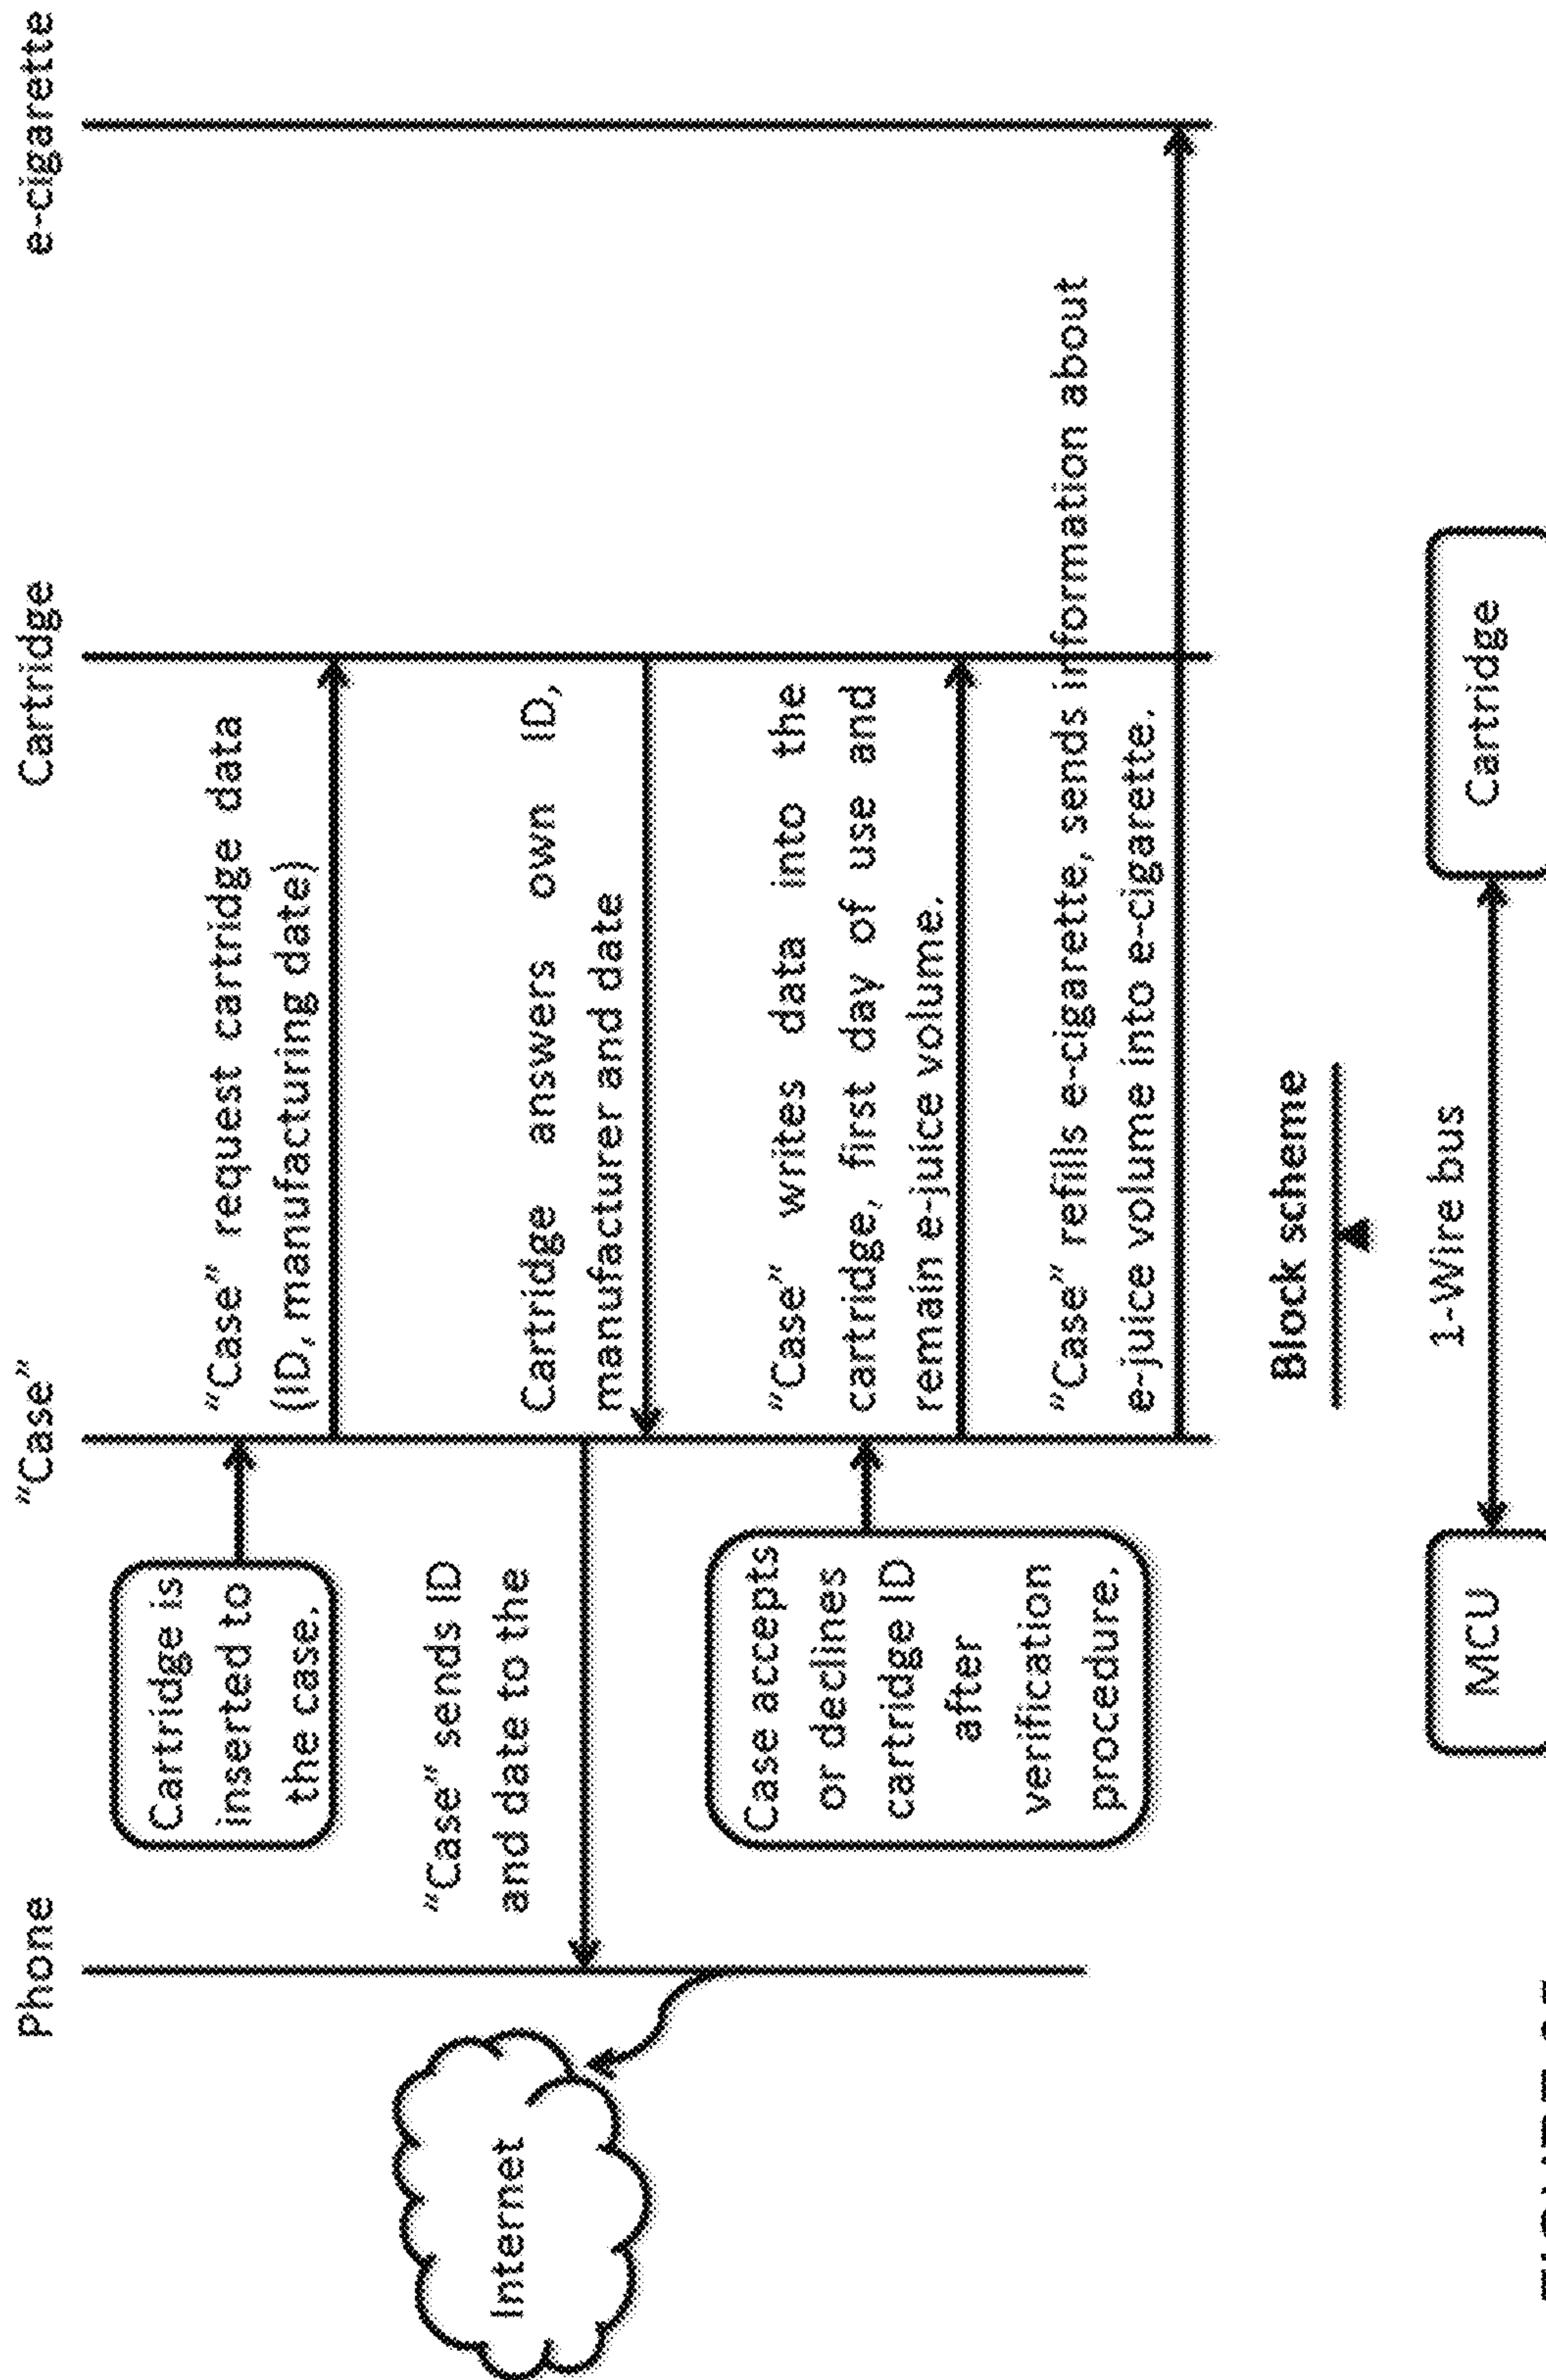 Phone
"Case"
Cartridge
e-cigarette
Cartridge is
inserted to
the case.
"Case" request cartridge data
(ID, manufacturing date)
"Case" sends ID
and date to the
Internet
Cartridge answers own ID,
manufacturer and date
Case accepts
or declines
cartridge ID
after
verification
procedure.
"Case" writes data into the
cartridge, first day of use and
remain e-juice volume.
"Case" refills e-cigarette, sends information about
e-juice volume into e-cigarette.
Block scheme
1-Wire bus
MCU
Cartridge